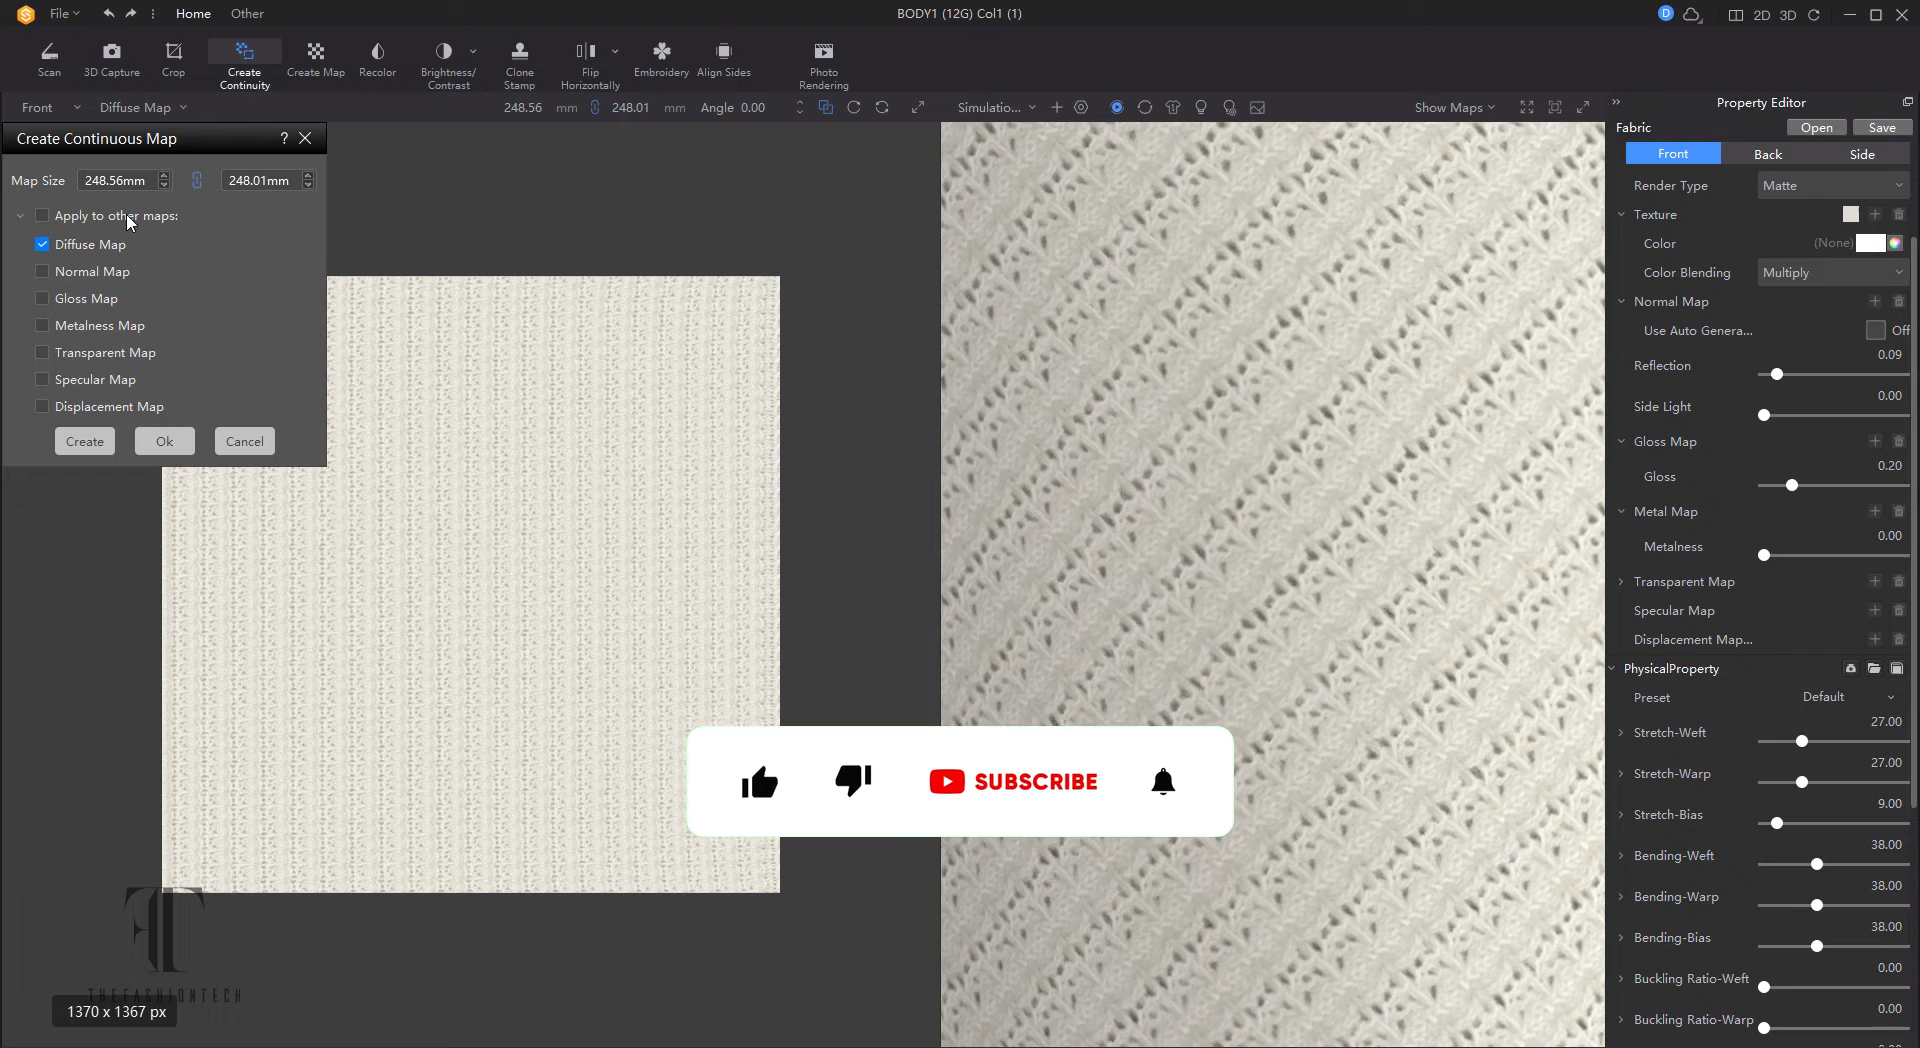 File Home Other BODY1 (12G) Col1 (1) D 2D 3D
Scan 3D Capture Crop Create Continuity Create Map Recolor Brightness/ Contrast Clone Stamp Flip Horizontally Embroidery Align Sides Photo Rendering
Front Diffuse Map 248.56 mm 248.01 mm Angle 0.00 Simulatio... Show Maps
Property Editor
Fabric Open Save
Front Back Side
Render Type Matte
Texture
Color (None)
Color Blending Multiply
Normal Map
Use Auto Genera... Off
Reflection 0.09
Side Light 0.00
Gloss Map
Gloss 0.20
Metal Map
Metalness 0.00
Transparent Map
Specular Map
Displacement Map...
PhysicalProperty
Preset Default
Stretch-Weft 27.00
Stretch-Warp 27.00
Stretch-Bias 9.00
Bending-Weft 38.00
Bending-Warp 38.00
Bending-Bias 38.00
Buckling Ratio-Weft 0.00
Buckling Ratio-Warp 0.00
Create Continuous Map ?
Map Size 248.56mm 248.01mm
Apply to other maps:
Diffuse Map
Normal Map
Gloss Map
Metalness Map
Transparent Map
Specular Map
Displacement Map
Create Ok Cancel
SUBSCRIBE
THEFASHIONTECH
1370 x 1367 px